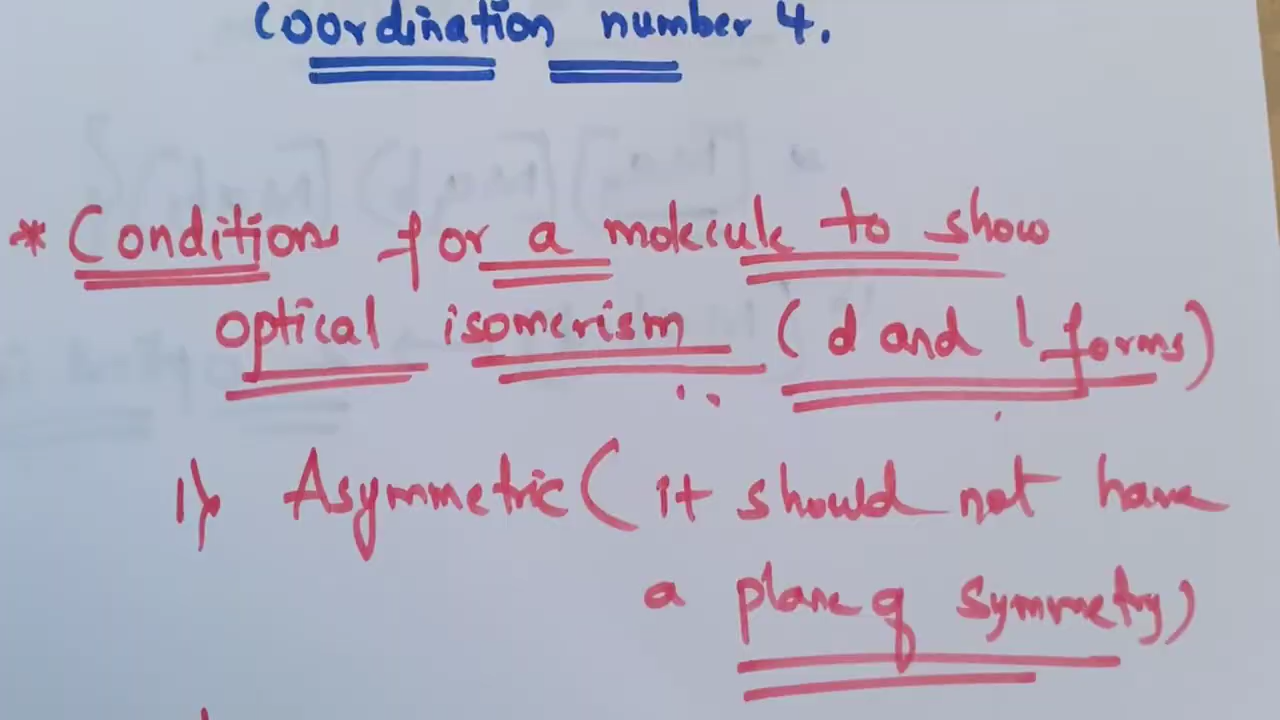 Coordination number 4.
* Conditions for a molecule to show
optical isomerism (d and l forms)
1) Asymmetric (it should not have
a plane of symmetry)